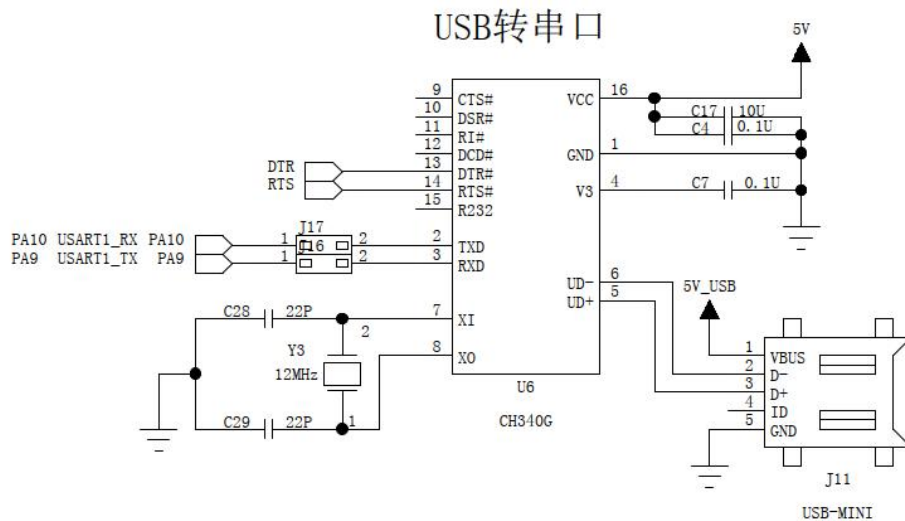 USB转串口
5V
9 CTS# VCC 16
10 DSR# C17 10U
11 RI# C4 0.1U
12 DCD# GND 1
DTR 13 DTR#
RTS 14 RTS# V3 4 C7 0.1U
15 R232
J17
PA10 USART1_RX PA10 1 2 2 TXD
J16
PA9 USART1_TX PA9 1 2 3 RXD
UD- 6
UD+ 5
5V_USB
C28 22P 7 XI
2
Y3 8 XO
12MHz
1 VBUS
2 D-
3 D+
4 ID
5 GND
C29 22P 1
U6
CH340G
J11
USB-MINI